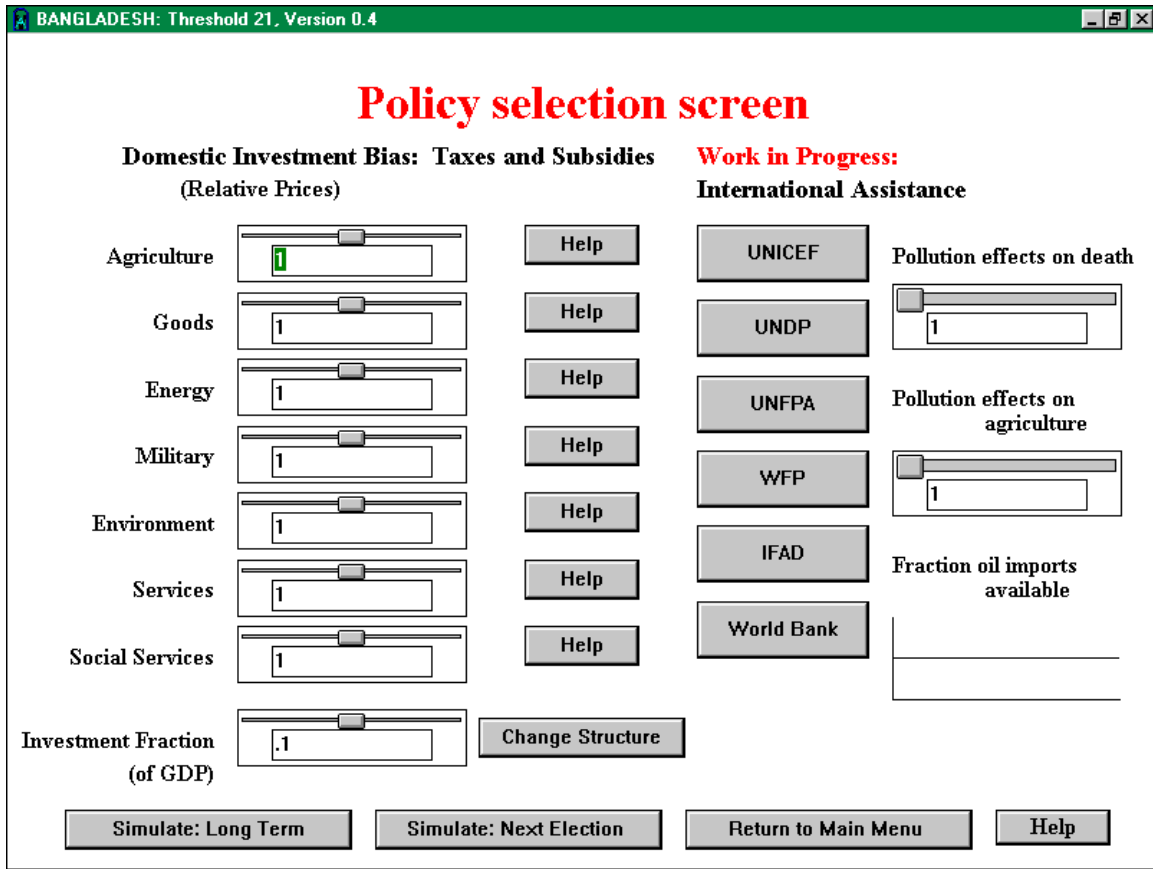 BANGLADESH: Threshold 21, Version 0.4
Policy selection screen
Domestic Investment Bias: Taxes and Subsidies
(Relative Prices)
Work in Progress:
International Assistance
Agriculture
1
Help
Goods
1
Help
Energy
1
Help
Military
1
Help
Environment
1
Help
Services
1
Help
Social Services
1
Help
Investment Fraction
(of GDP)
.1
Change Structure
UNICEF
UNDP
UNFPA
WFP
IFAD
World Bank
Pollution effects on death
1
Pollution effects on
agriculture
1
Fraction oil imports
available
Simulate: Long Term
Simulate: Next Election
Return to Main Menu
Help